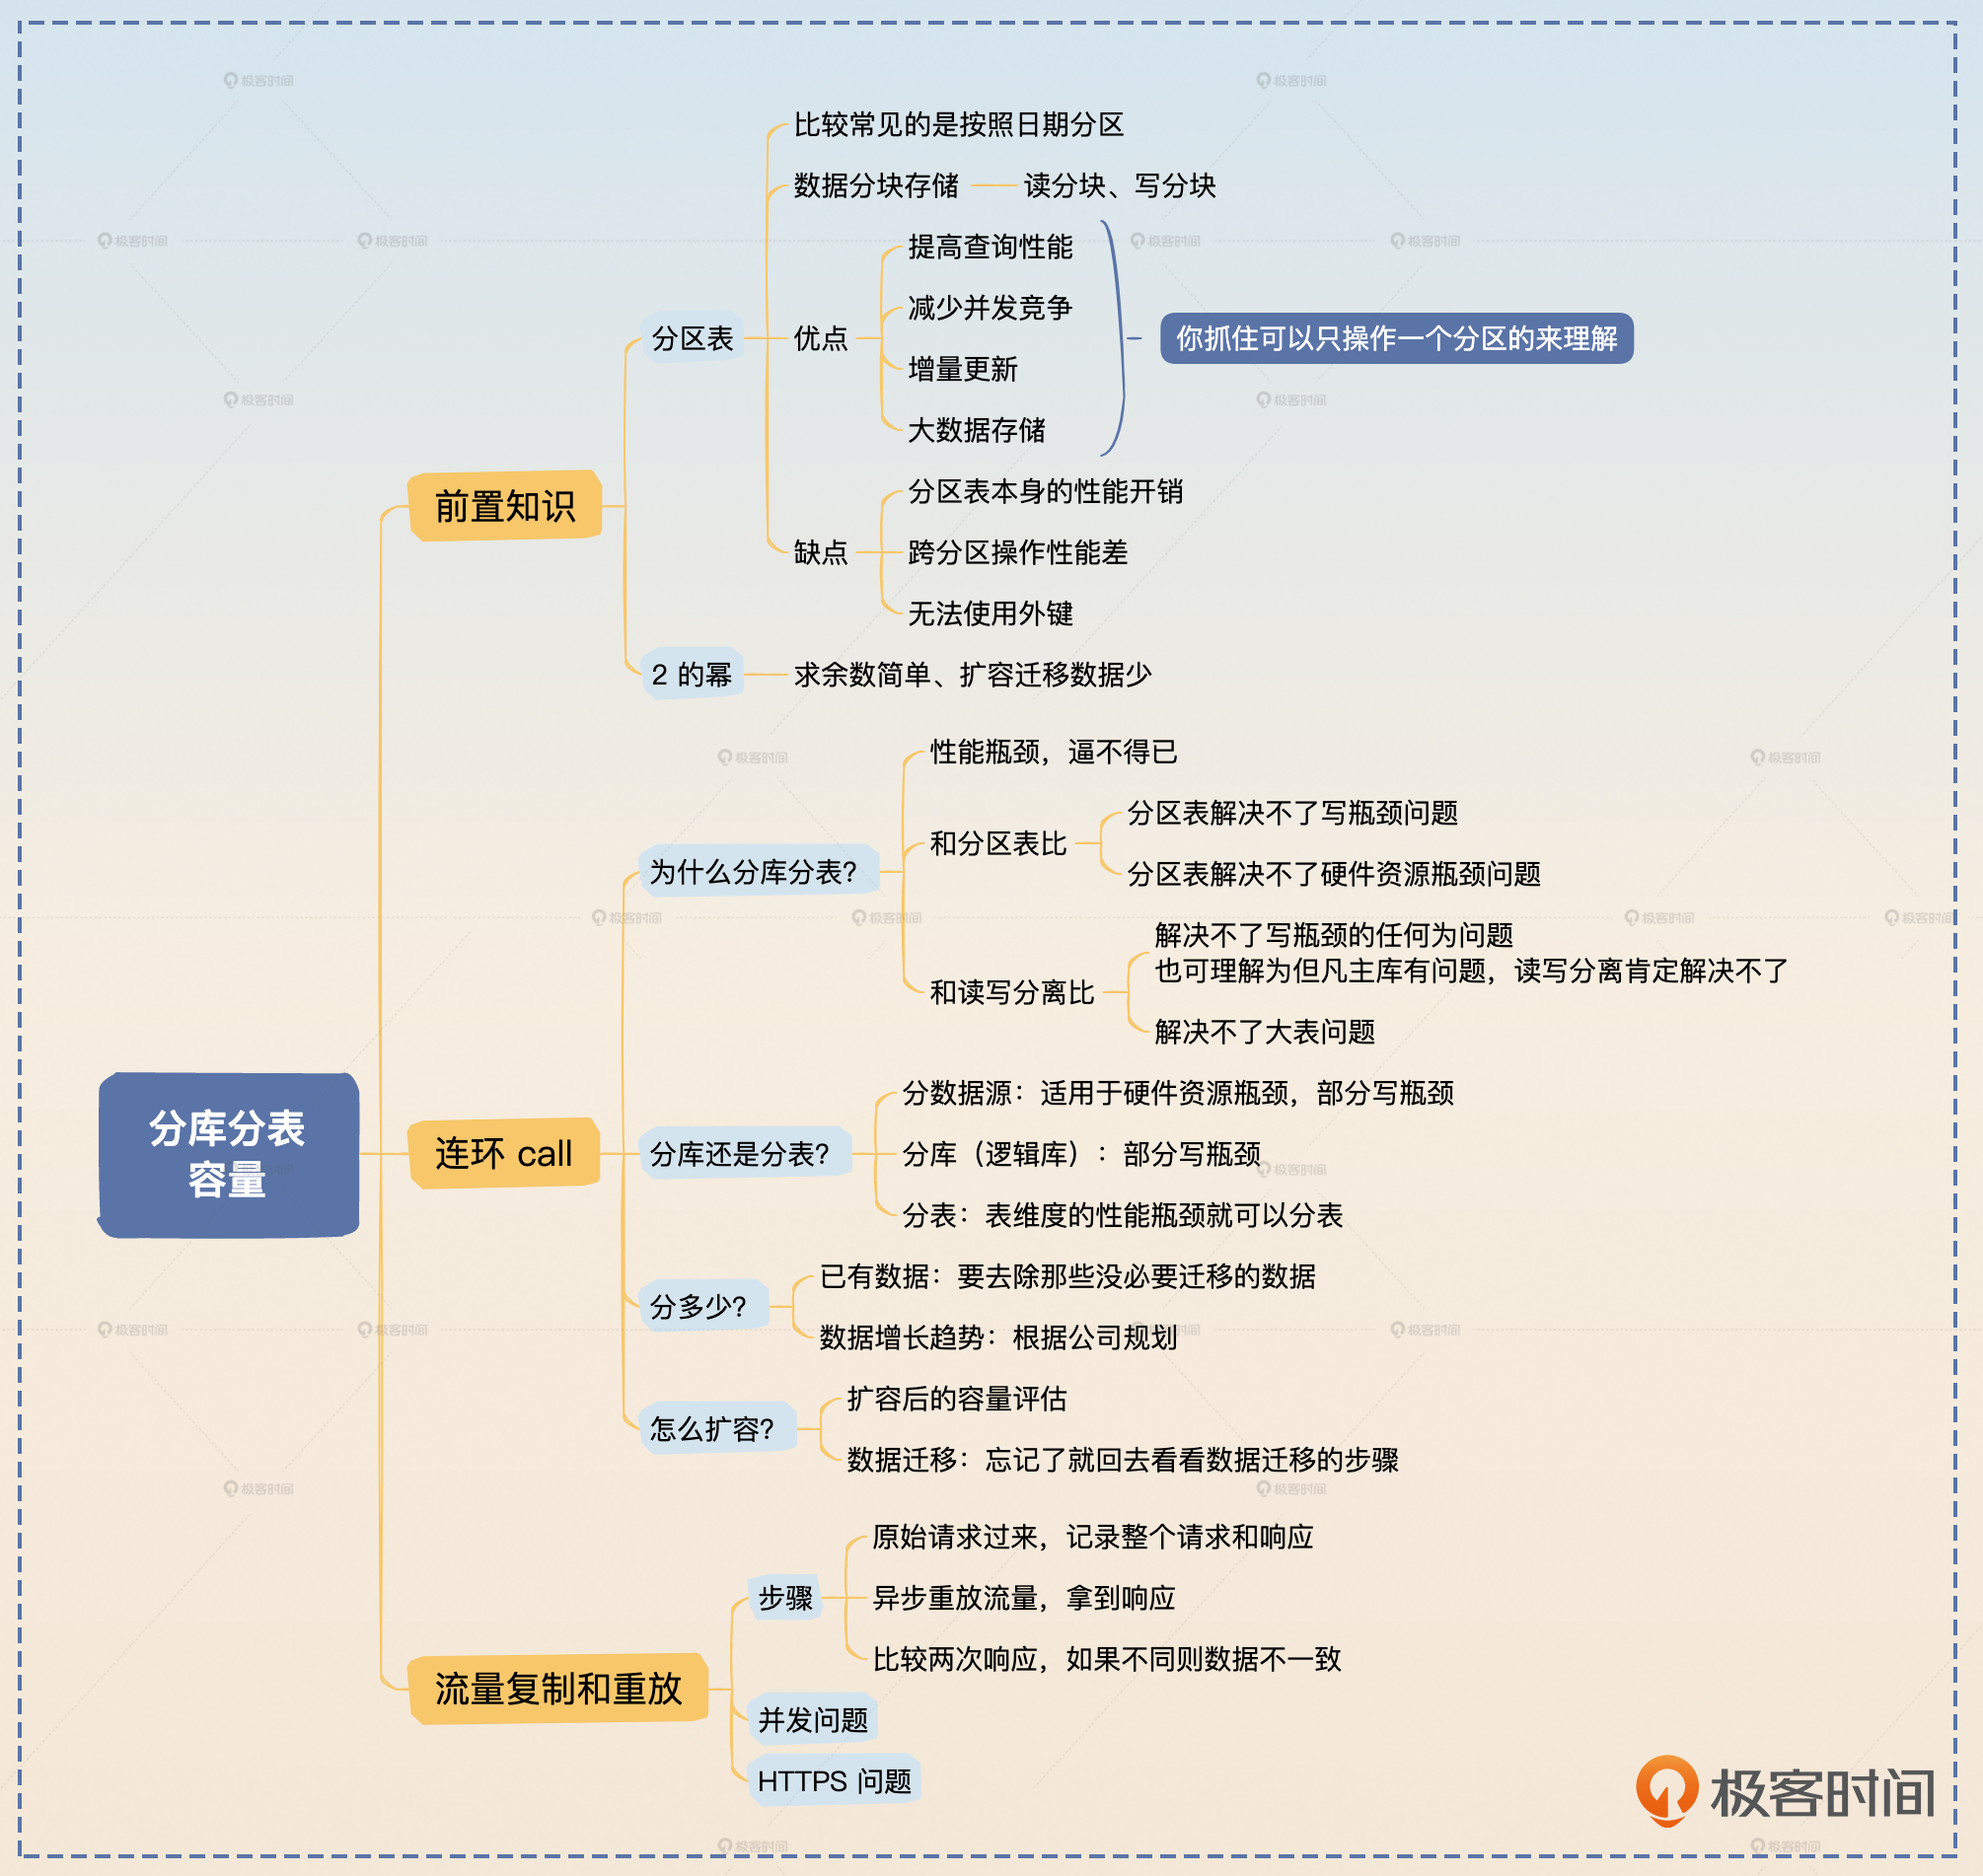 比较常见的是按照日期分区
数据分块存储
读分块、写分块
提高查询性能
减少并发竞争
分区表
优点
你抓住可以只操作一个分区的来理解
增量更新
大数据存储
前置知识
分区表本身的性能开销
缺点
跨分区操作性能差
无法使用外键
2 的幂
求余数简单、扩容迁移数据少
性能瓶颈，逼不得已
分区表解决不了写瓶颈问题
和分区表比
为什么分库分表？
分区表解决不了硬件资源瓶颈问题
解决不了写瓶颈的任何为问题
也可理解为但凡主库有问题，读写分离肯定解决不了
和读写分离比
解决不了大表问题
分库分表
容量
连环 call
分数据源：适用于硬件资源瓶颈，部分写瓶颈
分库还是分表？
分库（逻辑库）：部分写瓶颈
分表：表维度的性能瓶颈就可以分表
已有数据：要去除那些没必要迁移的数据
分多少？
数据增长趋势：根据公司规划
扩容后的容量评估
怎么扩容？
数据迁移：忘记了就回去看看数据迁移的步骤
原始请求过来，记录整个请求和响应
步骤
异步重放流量，拿到响应
比较两次响应，如果不同则数据不一致
流量复制和重放
并发问题
HTTPS 问题
极客时间